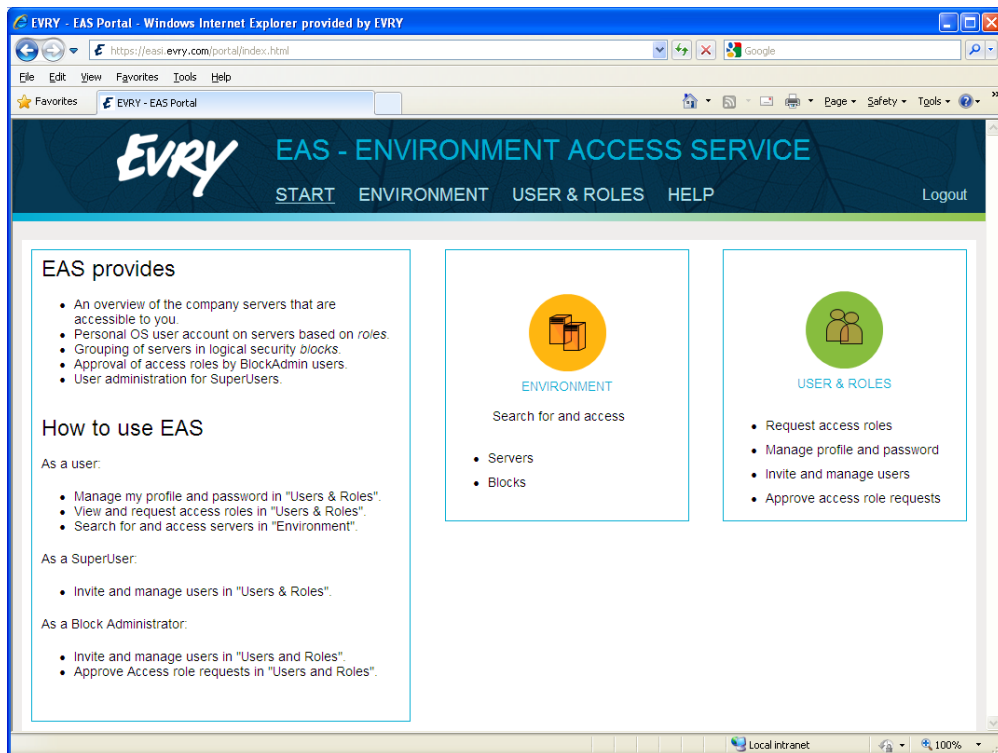 EVRY - EAS Portal - Windows Internet Explorer provided by EVRY
https://easi.evry.com/portal/index.html
Google
File Edit View Favorites Tools Help
Favorites
EVRY - EAS Portal
Page Safety Tools
»
EVRY
EAS - ENVIRONMENT ACCESS SERVICE
START ENVIRONMENT USER & ROLES HELP
Logout
EAS provides
• An overview of the company servers that are
accessible to you.
• Personal OS user account on servers based on roles.
• Grouping of servers in logical security blocks.
• Approval of access roles by BlockAdmin users.
• User administration for SuperUsers.
How to use EAS
As a user:
• Manage my profile and password in "Users & Roles".
• View and request access roles in "Users & Roles".
• Search for and access servers in "Environment".
As a SuperUser:
• Invite and manage users in "Users & Roles".
As a Block Administrator:
• Invite and manage users in "Users and Roles".
• Approve Access role requests in "Users and Roles".
ENVIRONMENT
Search for and access
• Servers
• Blocks
USER & ROLES
• Request access roles
• Manage profile and password
• Invite and manage users
• Approve access role requests
Local intranet
100%